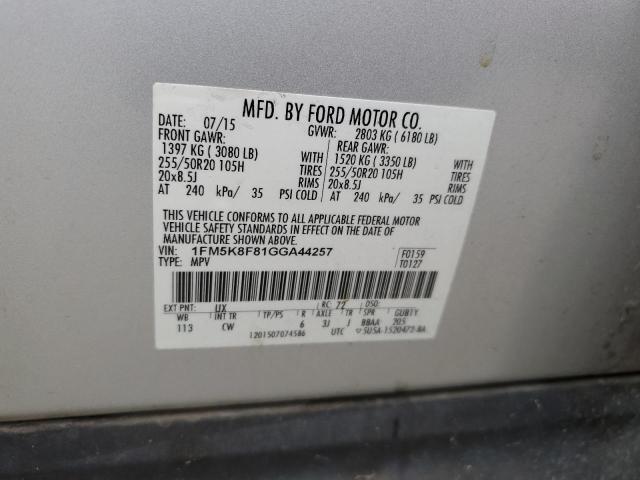 MFD. BY FORD MOTOR CO.
DATE: 07/15 GVWR: 2803 KG ( 6180 LB)
FRONT GAWR: REAR GAWR:
1397 KG ( 3080 LB) WITH 1520 KG ( 3350 LB) WITH
255/50R20 105H TIRES 255/50R20 105H TIRES
20x8.5J RIMS 20x8.5J RIMS
AT 240 kPa/ 35 PSI COLD AT 240 kPa/ 35 PSI COLD
THIS VEHICLE CONFORMS TO ALL APPLICABLE FEDERAL MOTOR
VEHICLE SAFETY STANDARDS IN EFFECT ON THE DATE OF
MANUFACTURE SHOWN ABOVE.
VIN: 1FM5K8F81GGA44257 F0159
TYPE: MPV T0127
EXT PNT: UX RC: 72 DSO:
WB INT TR TP/PS R AXLE TR SPR
113 CW 6 3J J BBAA 205
1201507074586 UTC